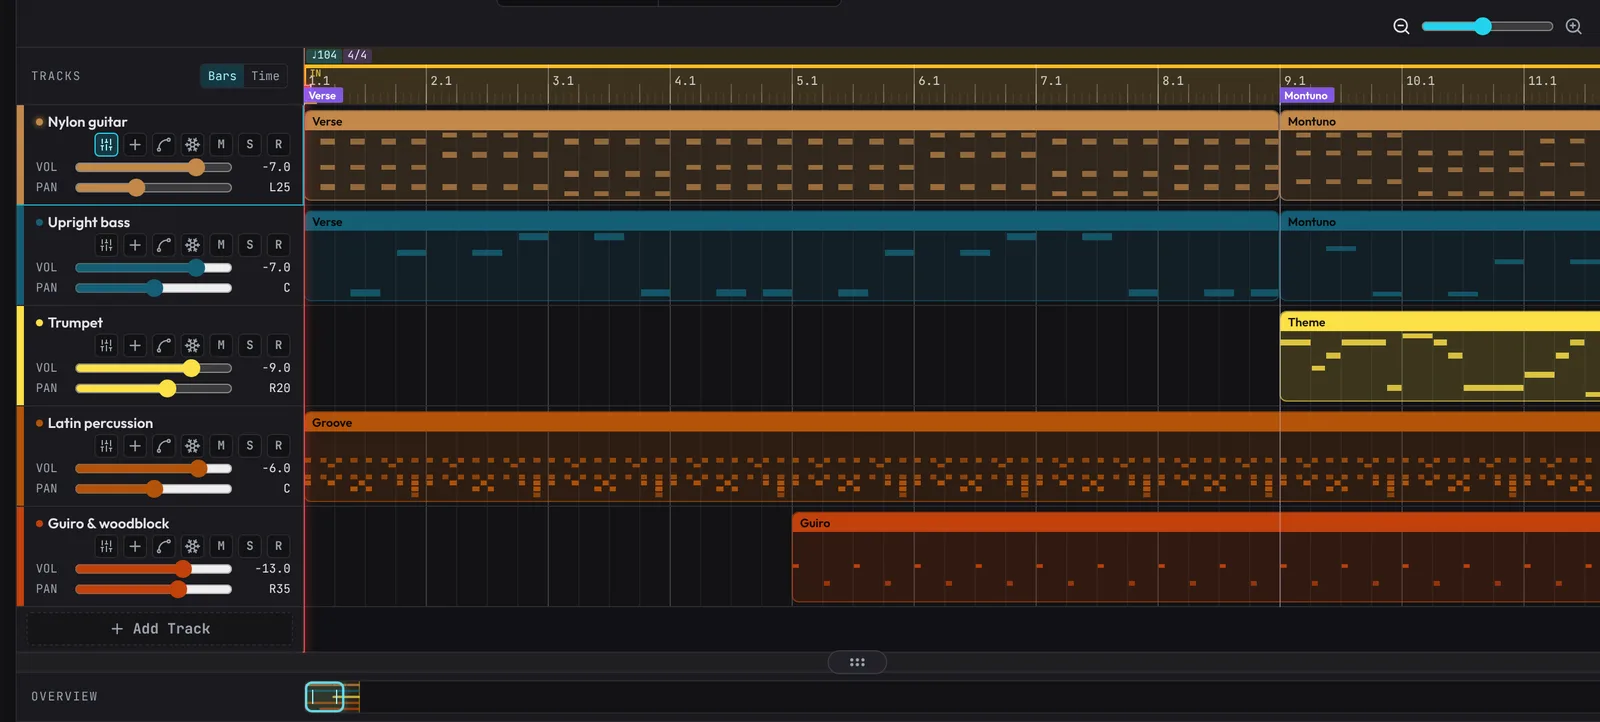 ♩104 4/4
TRACKS Bars Time
IN
1.1 2.1 3.1 4.1 5.1 6.1 7.1 8.1 9.1 10.1 11.1
Verse Montuno
Nylon guitar
Verse Montuno
M S R
VOL -7.0
PAN L25
Upright bass
Verse Montuno
M S R
VOL -7.0
PAN C
Trumpet
Theme
M S R
VOL -9.0
PAN R20
Latin percussion
Groove
M S R
VOL -6.0
PAN C
Guiro & woodblock
Guiro
M S R
VOL -13.0
PAN R35
+ Add Track
OVERVIEW